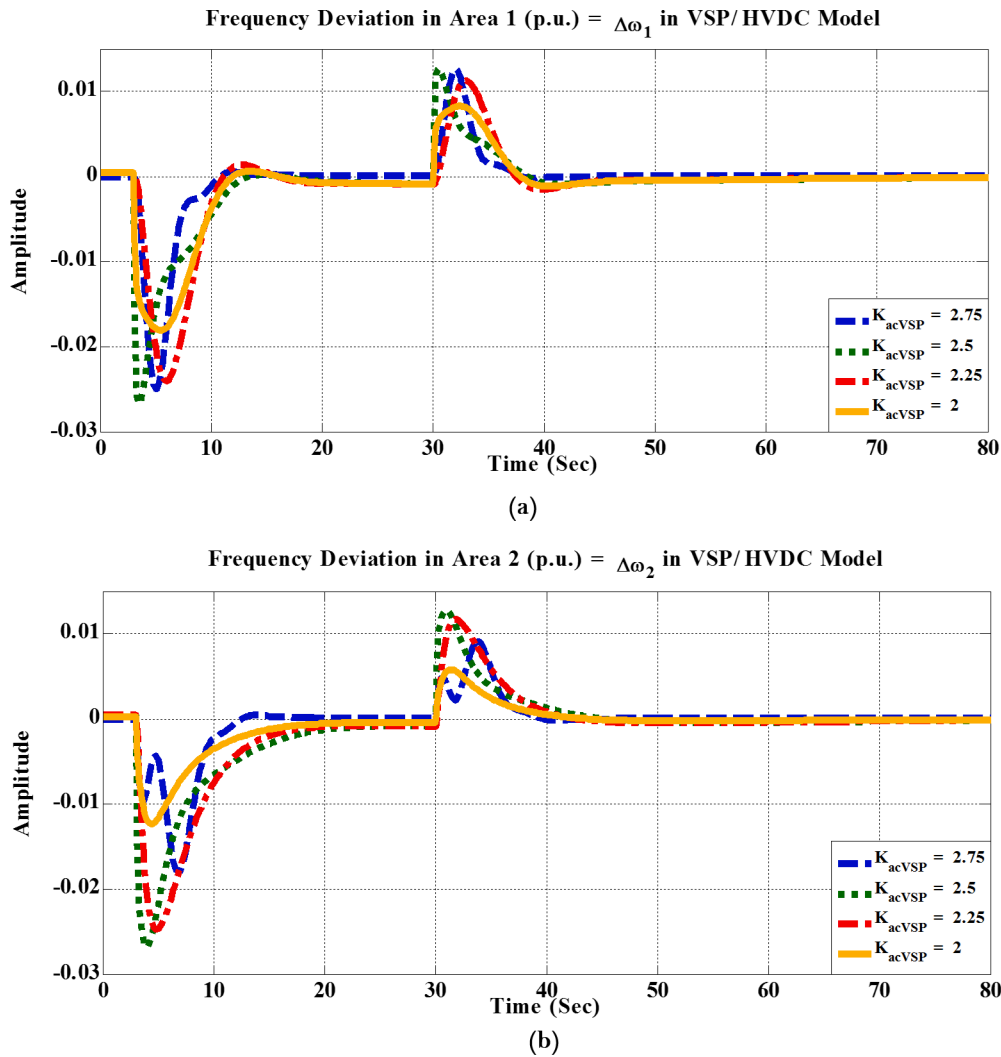 Frequency Deviation in Area 1 (p.u.) = Δω1 in VSP/HVDC Model
0.01
0
-0.01
-0.02
-0.03
Amplitude
KacVSP = 2.75
KacVSP = 2.5
KacVSP = 2.25
KacVSP = 2
0 10 20 30 40 50 60 70 80
Time (Sec)
(a)
Frequency Deviation in Area 2 (p.u.) = Δω2 in VSP/HVDC Model
0.01
0
-0.01
-0.02
-0.03
Amplitude
KacVSP = 2.75
KacVSP = 2.5
KacVSP = 2.25
KacVSP = 2
0 10 20 30 40 50 60 70 80
Time (Sec)
(b)